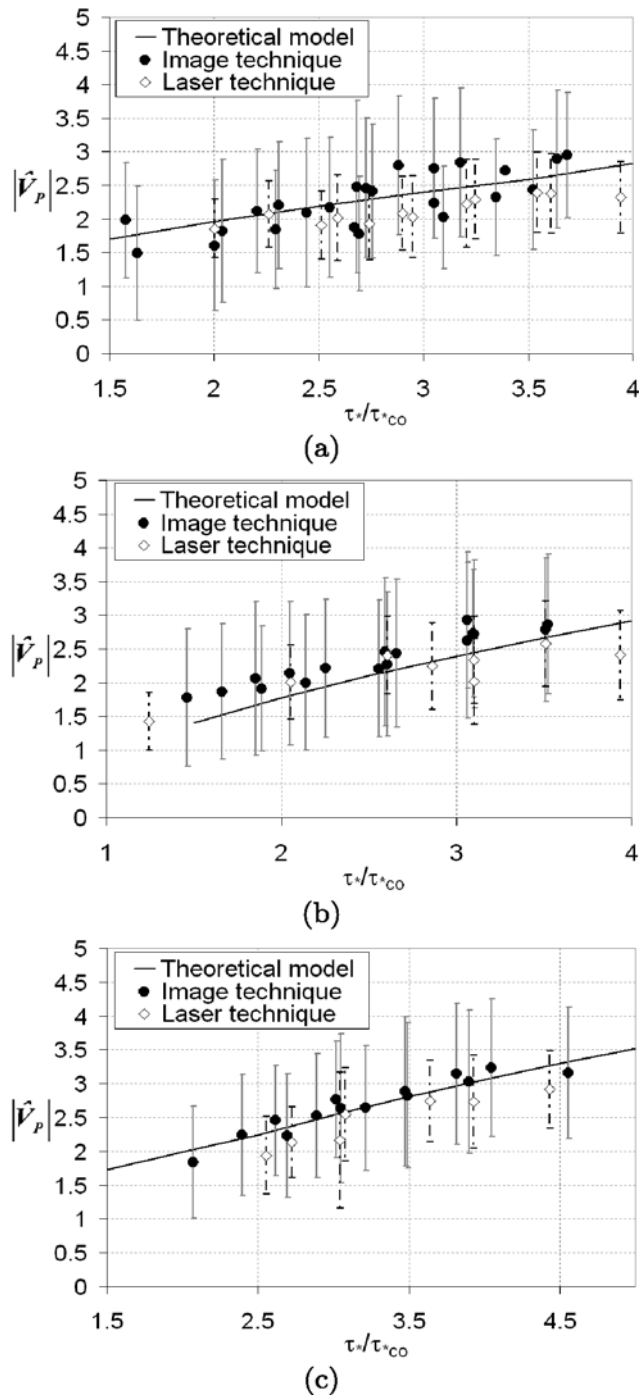 5
4.5
4
3.5
3
2.5
2
1.5
1
0.5
0
|V̂ₚ|
Theoretical model
Image technique
Laser technique
1.5 2 2.5 3 3.5 4
τ*/τ*co
(a)
5
4.5
4
3.5
3
2.5
2
1.5
1
0.5
0
|V̂ₚ|
Theoretical model
Image technique
Laser technique
1 2 3 4
τ*/τ*co
(b)
5
4.5
4
3.5
3
2.5
2
1.5
1
0.5
0
|V̂ₚ|
Theoretical model
Image technique
Laser technique
1.5 2.5 3.5 4.5
τ*/τ*co
(c)